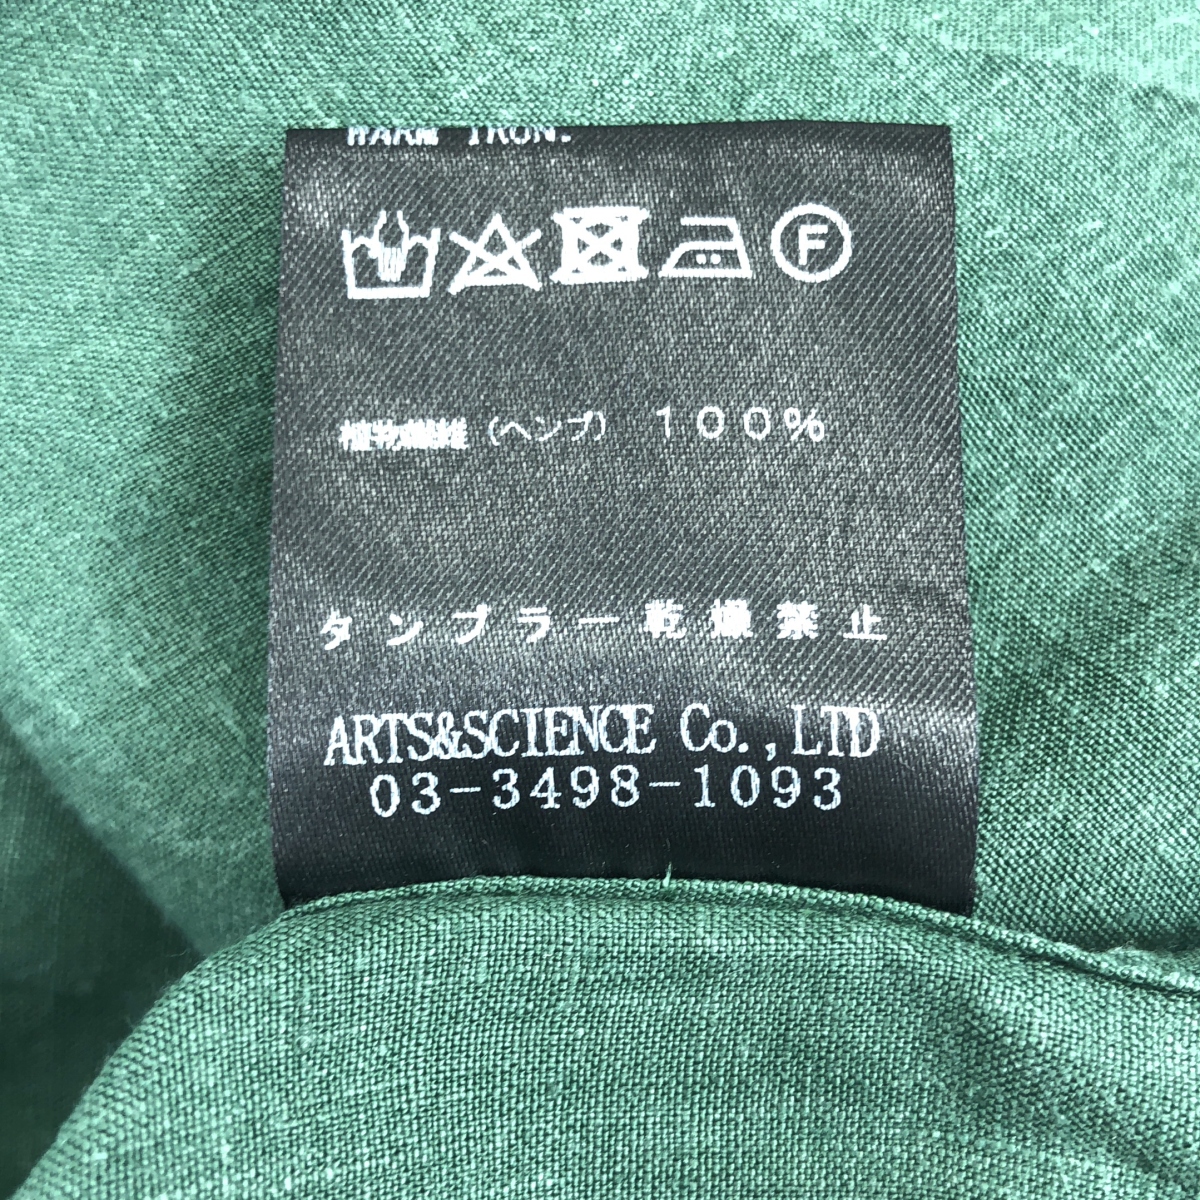 WARM IRON.
F
植物繊維(ヘンプ) 100%
タンブラー乾燥禁止
ARTS&SCIENCE Co.,LTD
03-3498-1093